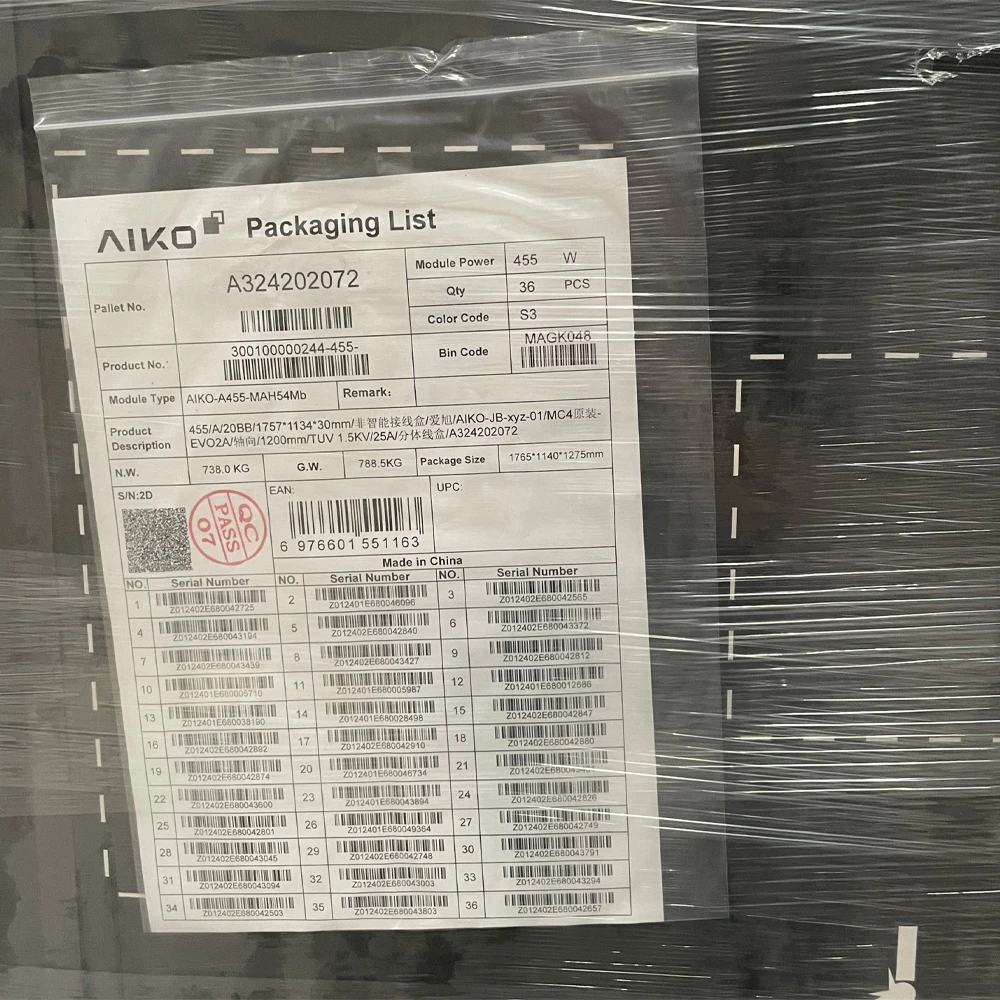 AIKO Packaging List
Pallet No. A324202072
Module Power 455 W
Qty 36 PCS
Color Code S3
Product No.: 300100000244-455-
Bin Code MAGK048
Module Type AIKO-A455-MAH54Mb Remark:
Product Description
455/A/20BB/1757*1134*30mm/非智能接线盒/爱旭/AIKO-JB-xyz-01/MC4原装-
EVO2A/轴向/1200mm/TUV 1.5KV/25A/分体线盒/A324202072
N.W. 738.0 KG G.W. 788.5KG Package Size 1765*1140*1275mm
S/N:2D EAN: UPC:
QC PASS 07
6 976601 551163
Made in China
NO. Serial Number NO. Serial Number NO. Serial Number
1 Z012402E680042725 2 Z012401E680046096 3 Z012402E680042565
4 Z012402E680043194 5 Z012402E680042840 6 Z012402E680043372
7 Z012402E680043439 8 Z012402E680043427 9 Z012402E680042812
10 Z012401E680005710 11 Z012401E680005987 12 Z012401E680012686
13 Z012401E680038190 14 Z012401E680028498 15 Z012402E680042847
16 Z012402E680042892 17 Z012402E680042910 18 Z012402E680042880
19 Z012402E680042874 20 Z012401E680046734 21
22 Z012402E680043600 23 Z012401E680043894 24 Z012402E680042826
25 Z012402E680042801 26 Z012401E680049364 27 Z012402E680042749
28 Z012402E680043045 29 Z012402E680042748 30 Z012402E680043791
31 Z012402E680043094 32 Z012402E680043003 33 Z012402E680043294
34 Z012402E680042503 35 Z012402E680043803 36 Z012402E680042657